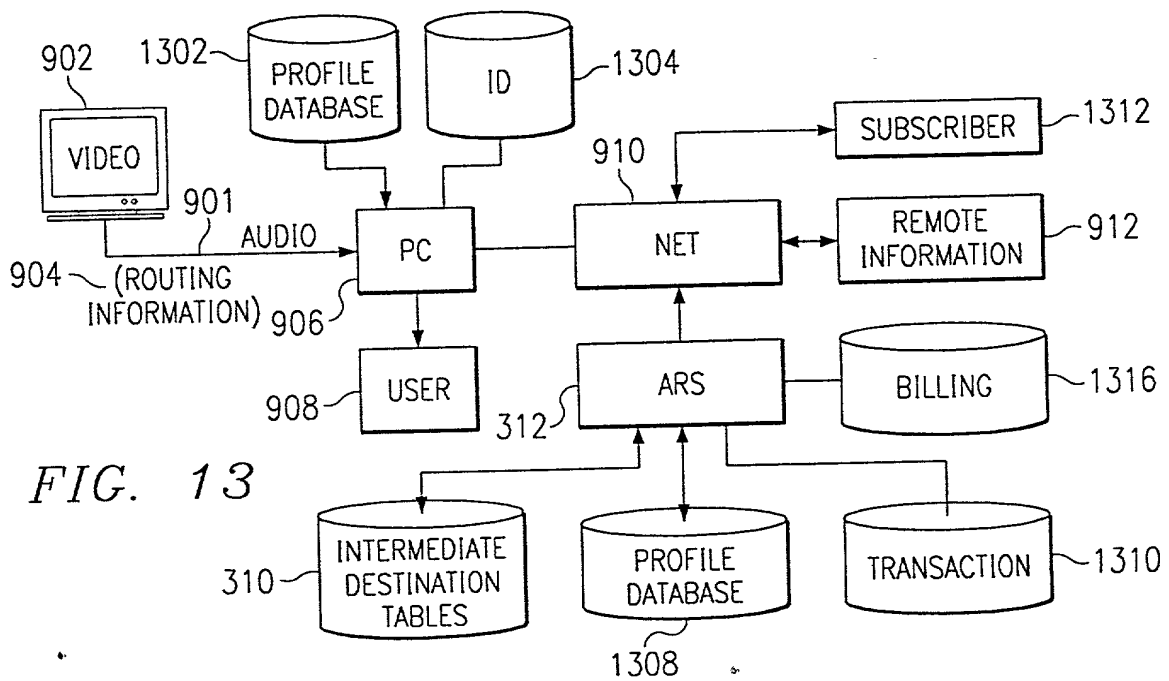 1302
1304
902
PROFILE
DATABASE
ID
VIDEO
SUBSCRIBER
1312
910
901
AUDIO
PC
NET
REMOTE
INFORMATION
912
904
(ROUTING
INFORMATION)
906
USER
908
ARS
312
BILLING
1316
FIG. 13
310
INTERMEDIATE
DESTINATION
TABLES
PROFILE
DATABASE
1308
TRANSACTION
1310